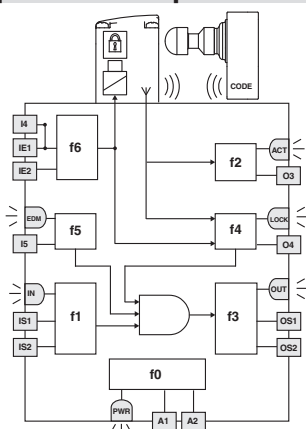 CODE
I4
IE1
IE2
f6
f2
ACT
O3
EDM
I5
f5
f4
LOCK
O4
IN
IS1
IS2
f1
f3
OUT
OS1
OS2
f0
PWR
A1
A2